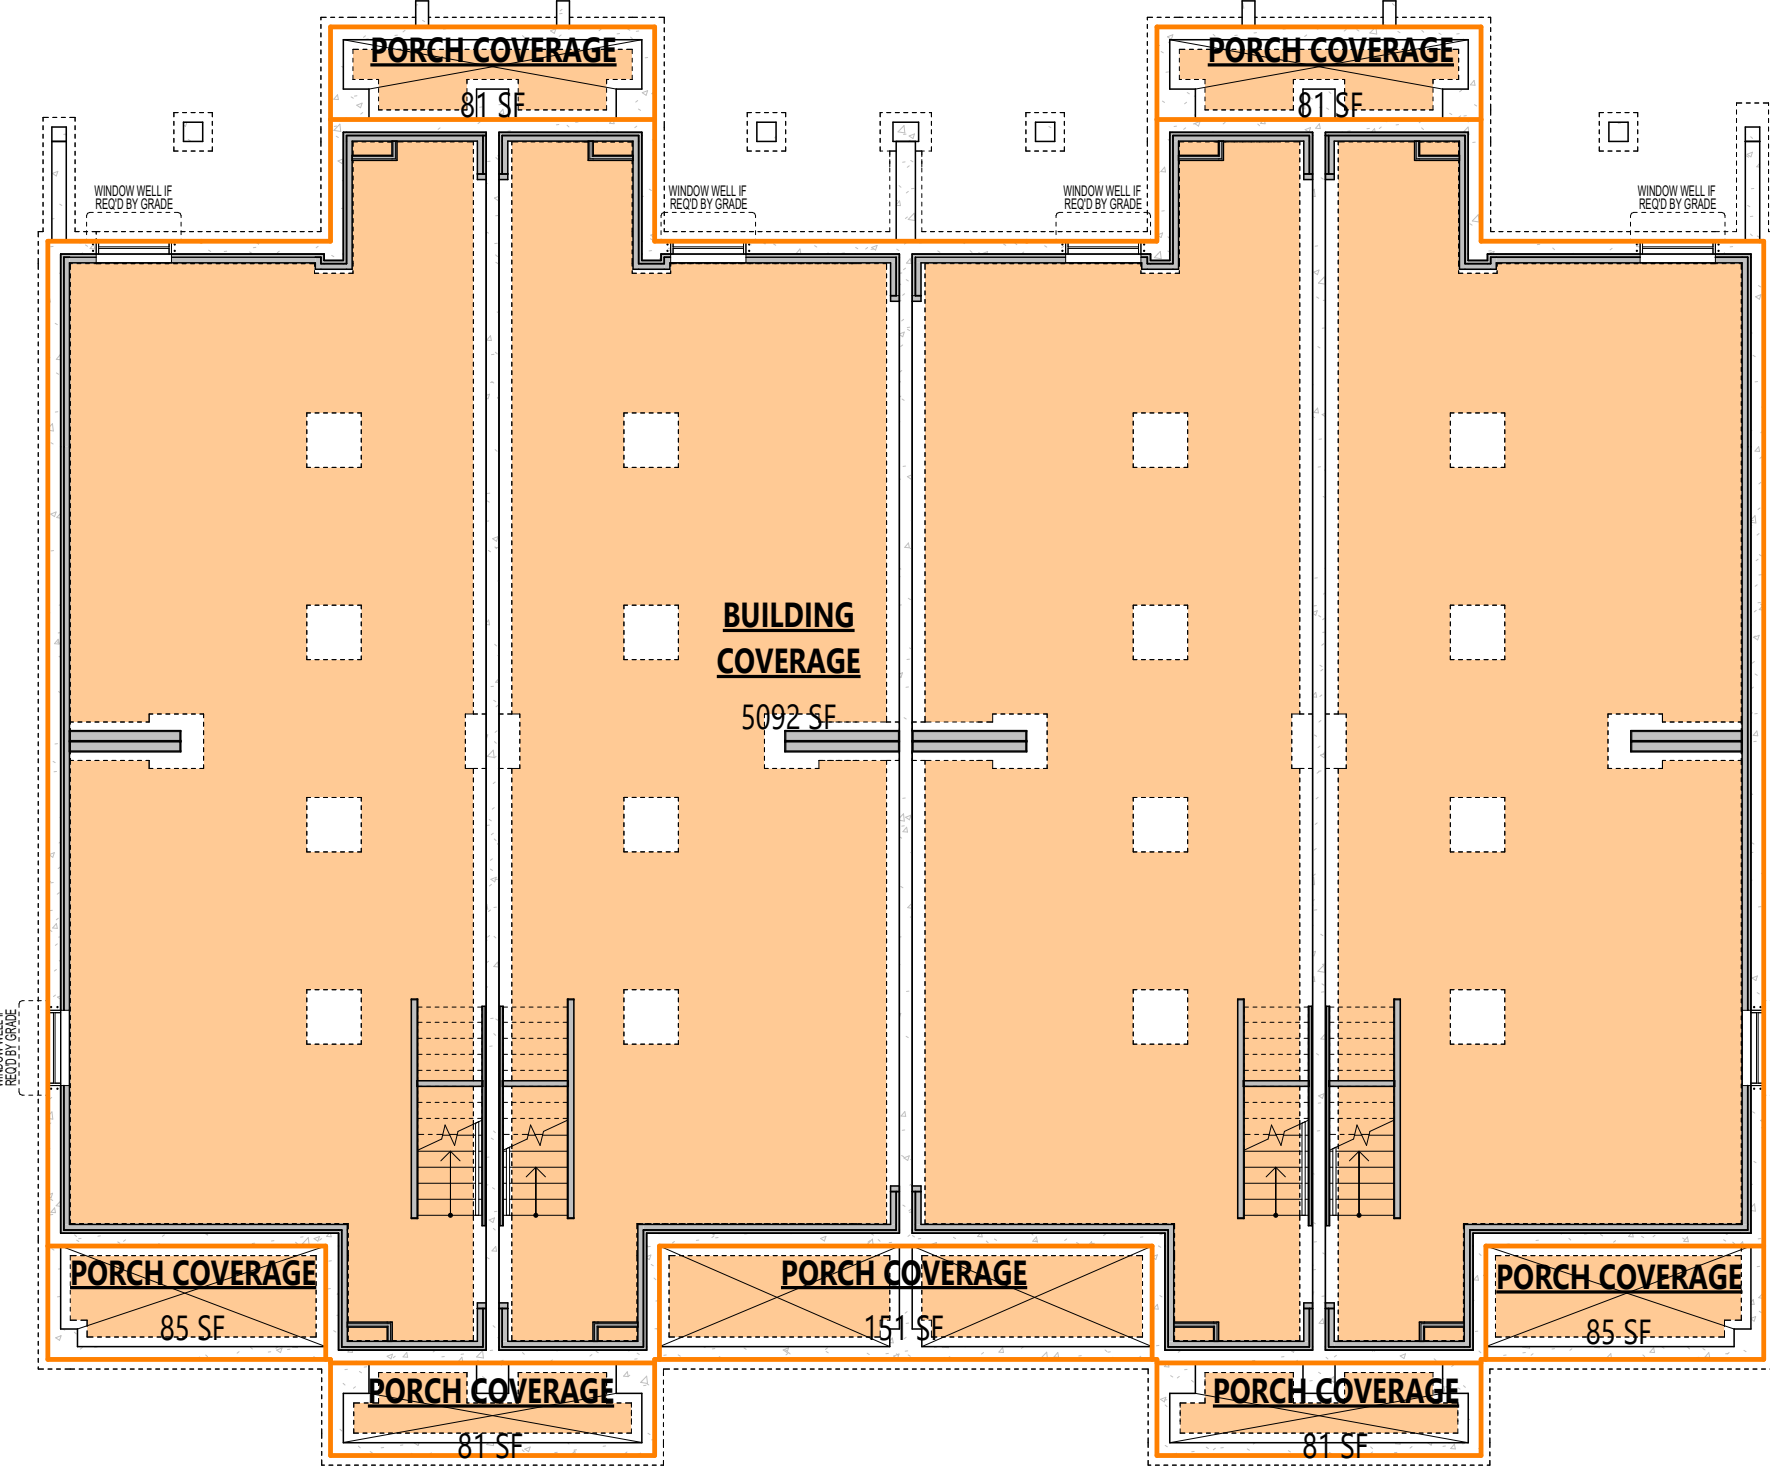 PORCH COVERAGE
81 SF
PORCH COVERAGE
81 SF
WINDOW WELL IF
REQ'D BY GRADE
WINDOW WELL IF
REQ'D BY GRADE
WINDOW WELL IF
REQ'D BY GRADE
WINDOW WELL IF
REQ'D BY GRADE
BUILDING
COVERAGE
5092 SF
REQ'D BY GRADE
PORCH COVERAGE
85 SF
PORCH COVERAGE
151 SF
PORCH COVERAGE
85 SF
PORCH COVERAGE
81 SF
PORCH COVERAGE
81 SF